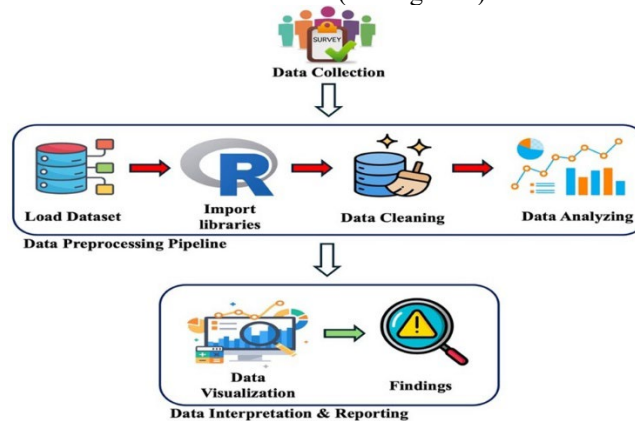 SURVEY
Data Collection
R
Load Dataset
Import
libraries
Data Cleaning
Data Analyzing
Data Preprocessing Pipeline
Data
Visualization
Findings
Data Interpretation & Reporting